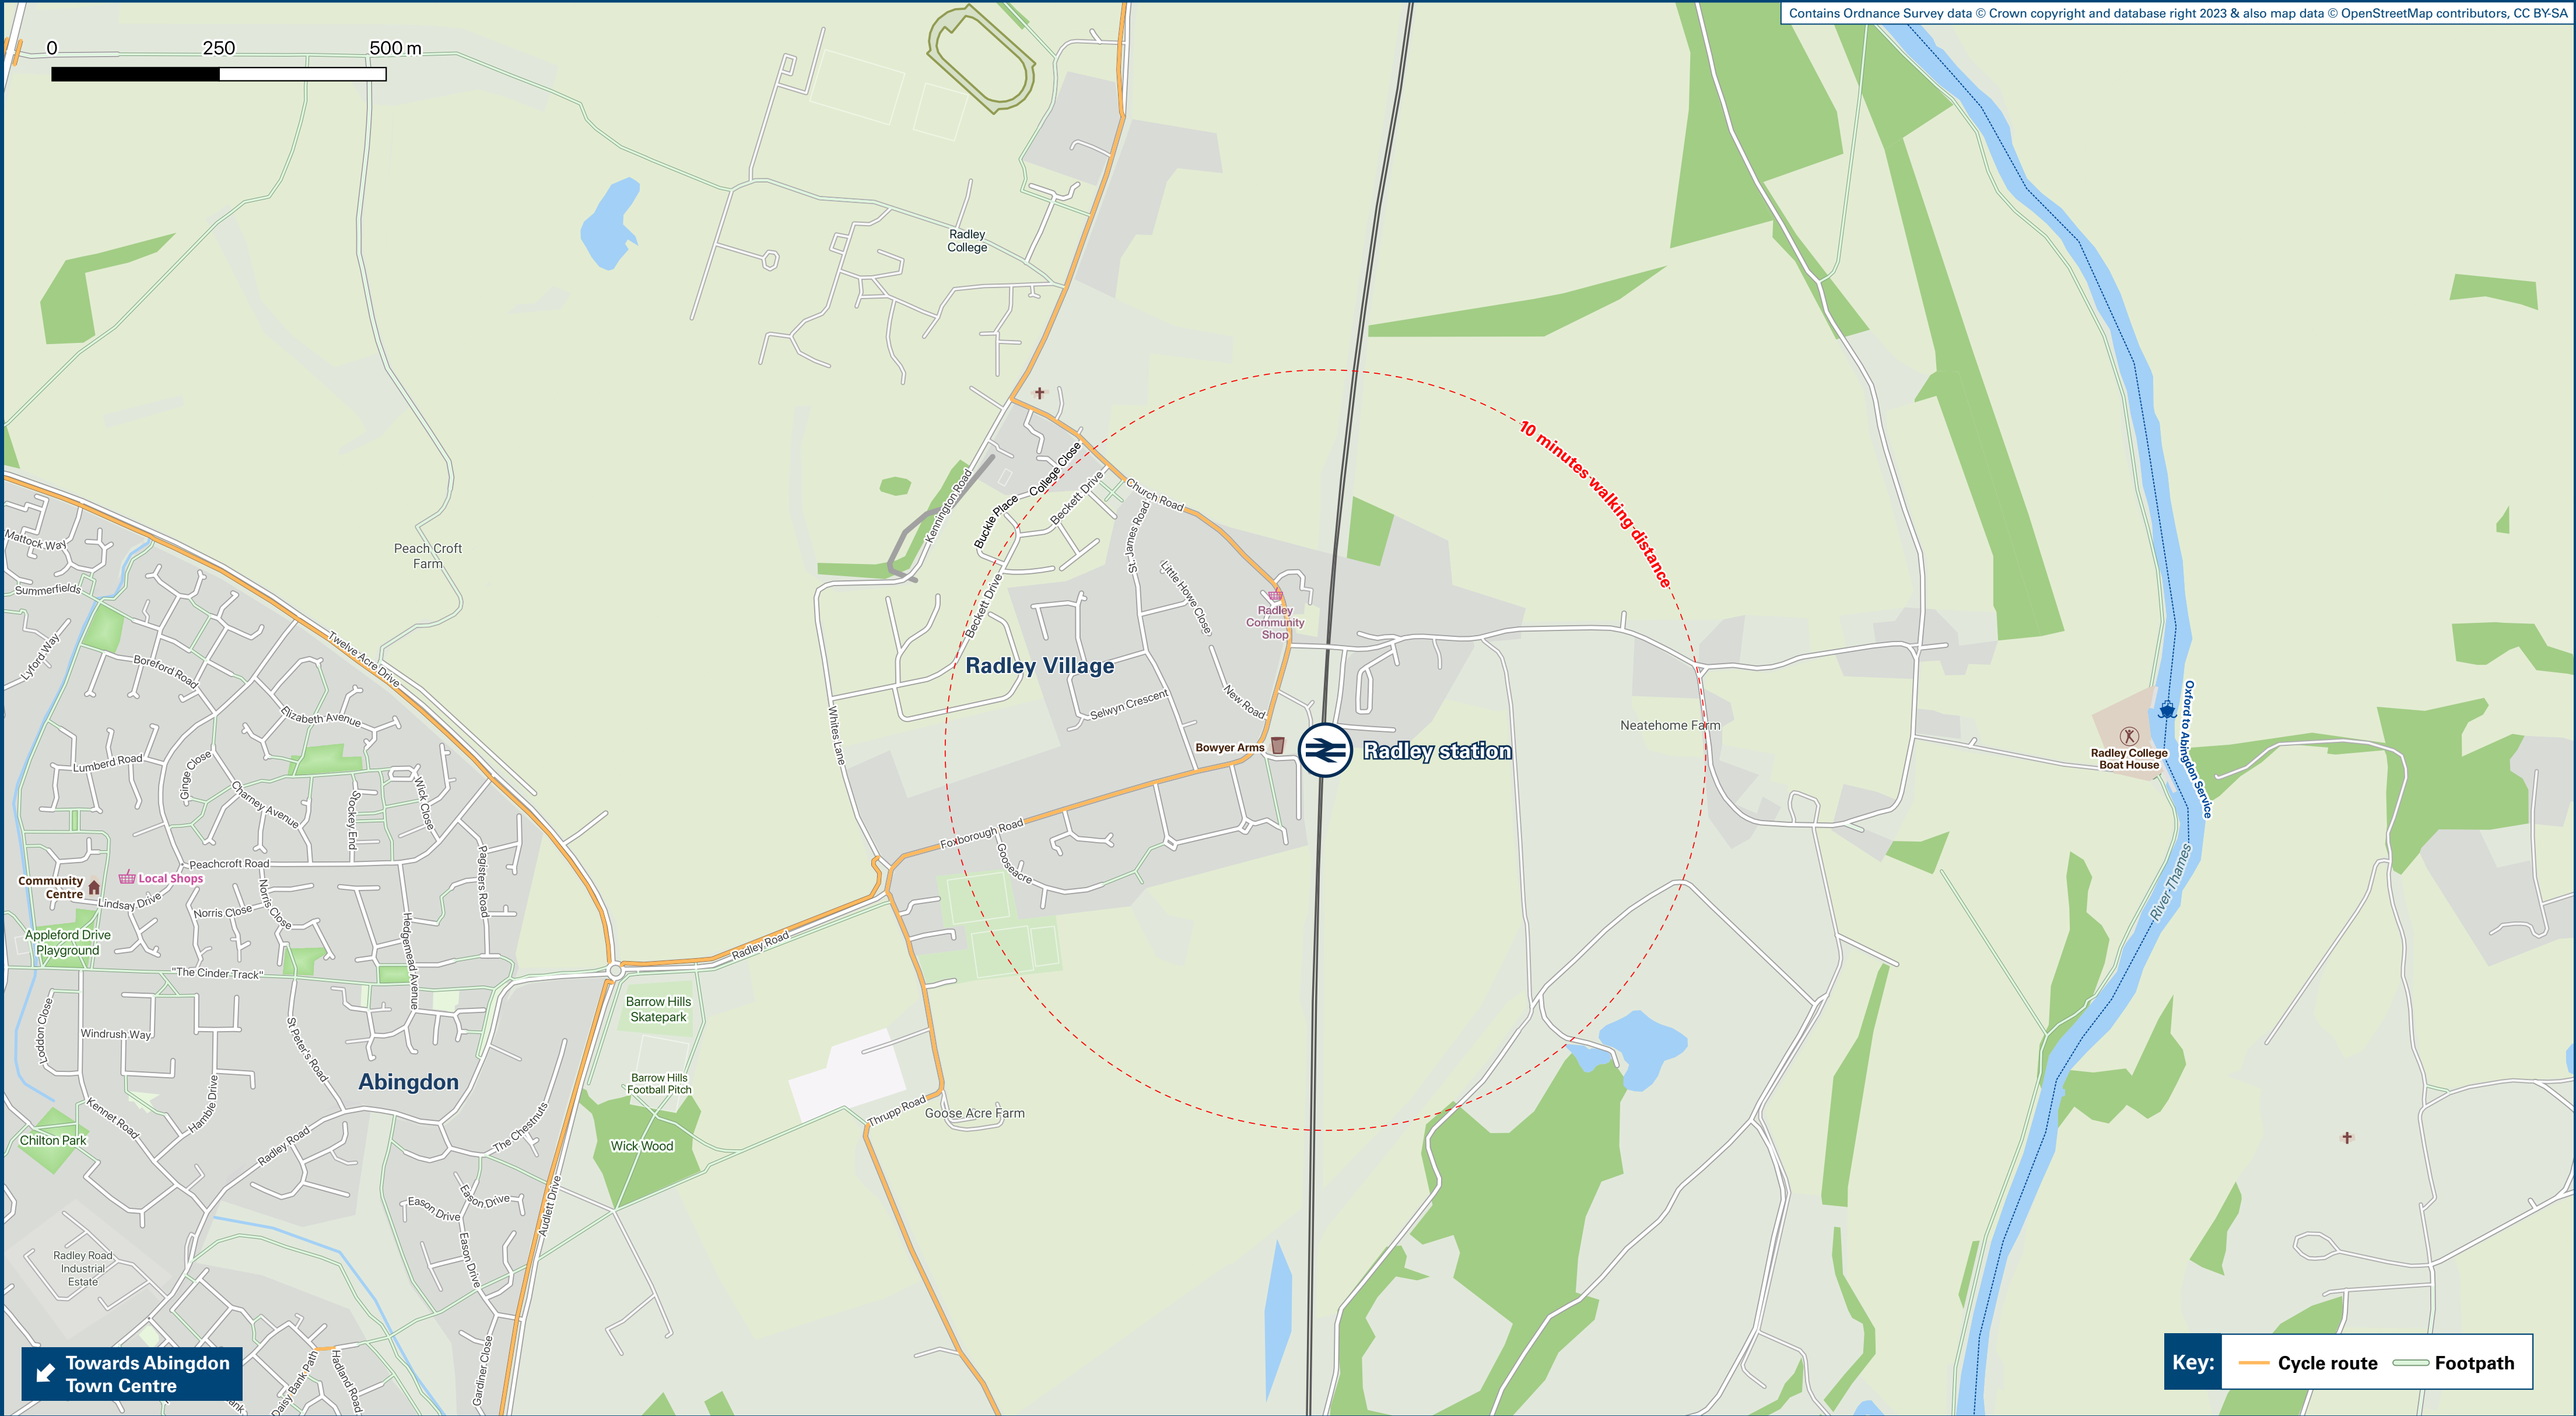 Contains Ordnance Survey data © Crown copyright and database right 2023 & also map data © OpenStreetMap contributors, CC BY-SA
0 250 500 m
Radley
College
Kennington Road
Buckle Place
College Close
Beckett Drive
Church Road
St. James Road
Little Howe Close
Radley
Community
Shop
10 minutes walking distance
Peach Croft
Farm
Mattock Way
Summerfields
Lyford Way
Twelve Acre Drive
Boreford Road
Elizabeth Avenue
Beckett Drive
Radley Village
Selwyn Crescent
New Road
Whites Lane
Bowyer Arms
Radley station
Neatehome Farm
Radley College
Boat House
Oxford to Abingdon Service
River Thames
Lumberd Road
Ginge Close
Charney Avenue
Stockey End
Wick Close
Pagisters Road
Peachcroft Road
Foxborough Road
Gooseacre
Community
Centre
Local Shops
Lindsay Drive
Norris Close
Norris Close
Hedgemead Avenue
Appleford Drive
Playground
"The Cinder Track"
Radley Road
Barrow Hills
Skatepark
Loddon Close
Windrush Way
St Peter's Road
Abingdon
Barrow Hills
Football Pitch
Thrupp Road
Goose Acre Farm
Kennet Road
Hamble Drive
The Chestnuts
Chilton Park
Radley Road
Wick Wood
Eason Drive
Eason Drive
Eason Drive
Audlett Drive
Radley Road
Industrial
Estate
Gardiner Close
Daisy Bank Path
Hadland Road
Towards Abingdon
Town Centre
Key:
Cycle route
Footpath